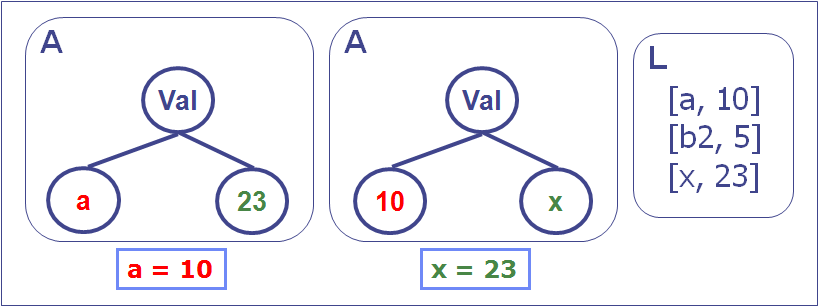 A
Val
a
23
a = 10
A
Val
10
x
x = 23
L
[a, 10]
[b2, 5]
[x, 23]